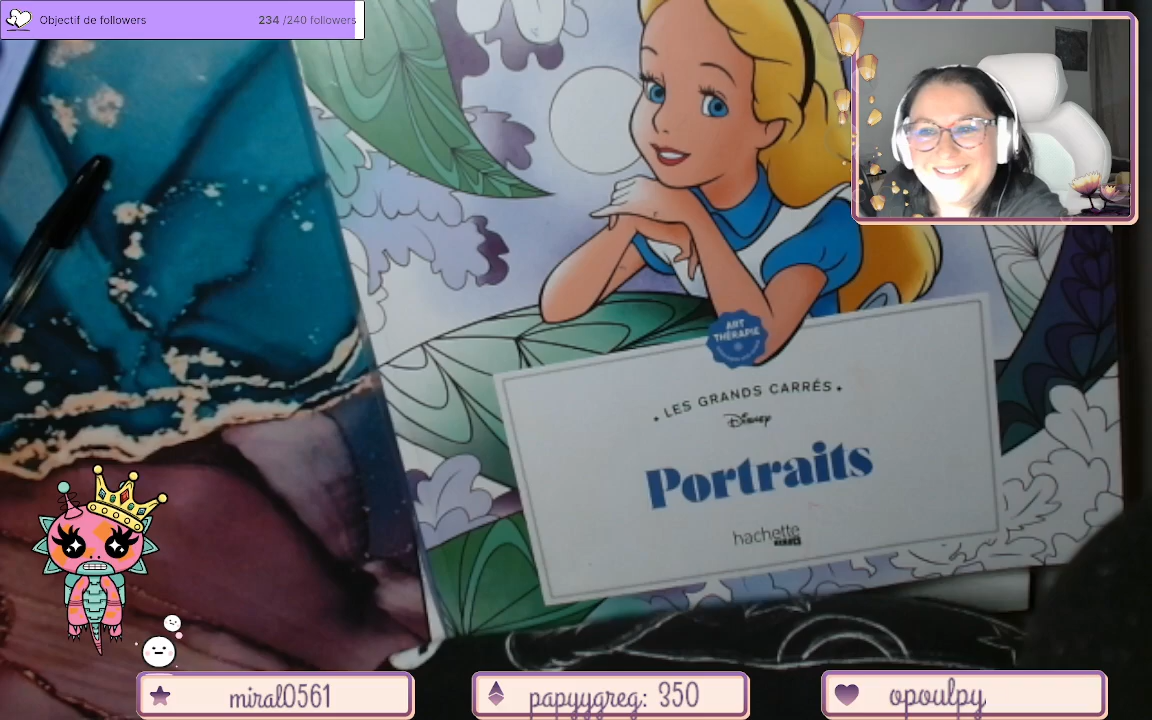 Objectif de followers
234 /240 followers
ART
THÉRAPIE
• LES GRANDS CARRÉS •
Disney
Portraits
hachette
miral0561
papyygreg: 350
opoulpy